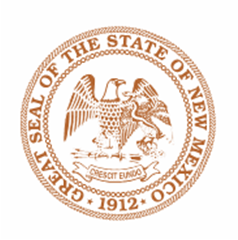 GREAT SEAL OF THE STATE OF NEW MEXICO
CRESCIT EUNDO
• 1912 •